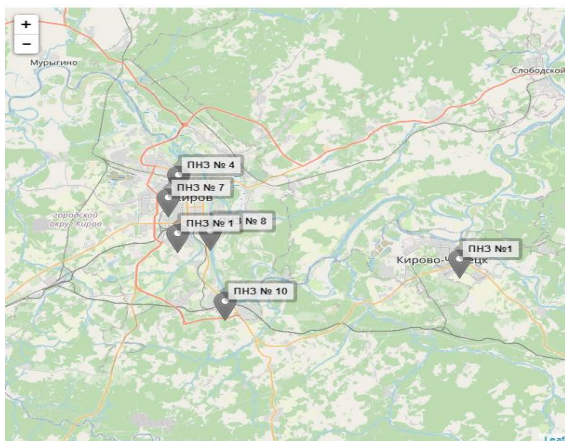 +
−
Мурыгино
Слободской
ПНЗ № 4
ПНЗ № 7
Киров
городской
округ Киров
ПНЗ № 1
№ 8
ПНЗ №1
Кирово-Чепецк
ПНЗ № 10
Leaf